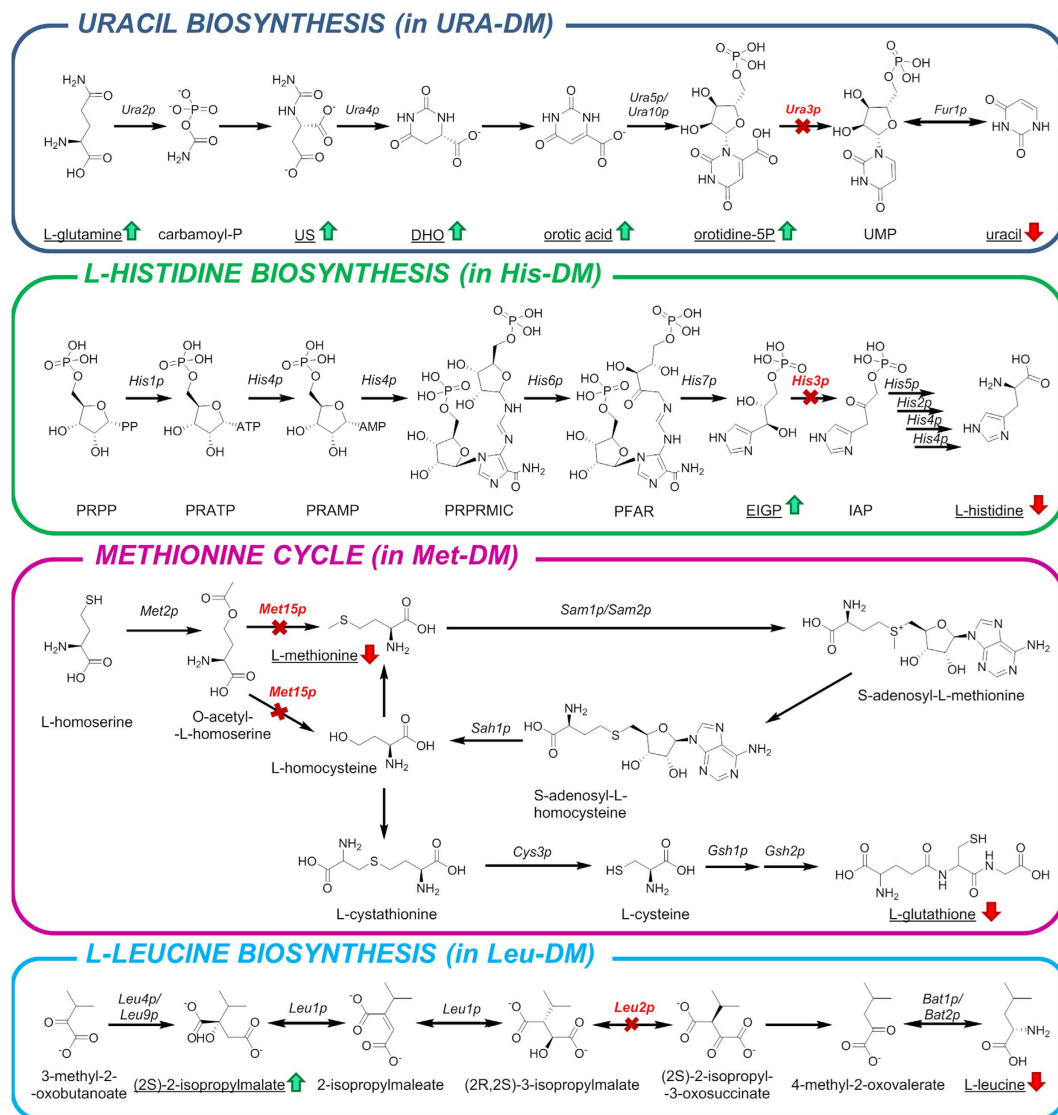 URACIL BIOSYNTHESIS (in URA-DM)
Ura2p
Ura4p
Ura5p/
Ura10p
Ura3p
Fur1p
L-glutamine
carbamoyl-P
US
DHO
orotic acid
orotidine-5P
UMP
uracil
L-HISTIDINE BIOSYNTHESIS (in His-DM)
His1p
His4p
His4p
His6p
His7p
His3p
His5p
His2p
His4p
His4p
PP
ATP
AMP
PRPP
PRATP
PRAMP
PRPRMIC
PFAR
EIGP
IAP
L-histidine
METHIONINE CYCLE (in Met-DM)
Met2p
Met15p
Sam1p/Sam2p
L-methionine
Met15p
L-homoserine
O-acetyl-
-L-homoserine
S-adenosyl-L-methionine
Sah1p
L-homocysteine
S-adenosyl-L-
homocysteine
Cys3p
Gsh1p
Gsh2p
L-cystathionine
L-cysteine
L-glutathione
L-LEUCINE BIOSYNTHESIS (in Leu-DM)
Leu4p/
Leu9p
Leu1p
Leu1p
Leu2p
Bat1p/
Bat2p
3-methyl-2-
-oxobutanoate
(2S)-2-isopropylmalate
2-isopropylmaleate
(2R,2S)-3-isopropylmalate
(2S)-2-isopropyl-
-3-oxosuccinate
4-methyl-2-oxovalerate
L-leucine